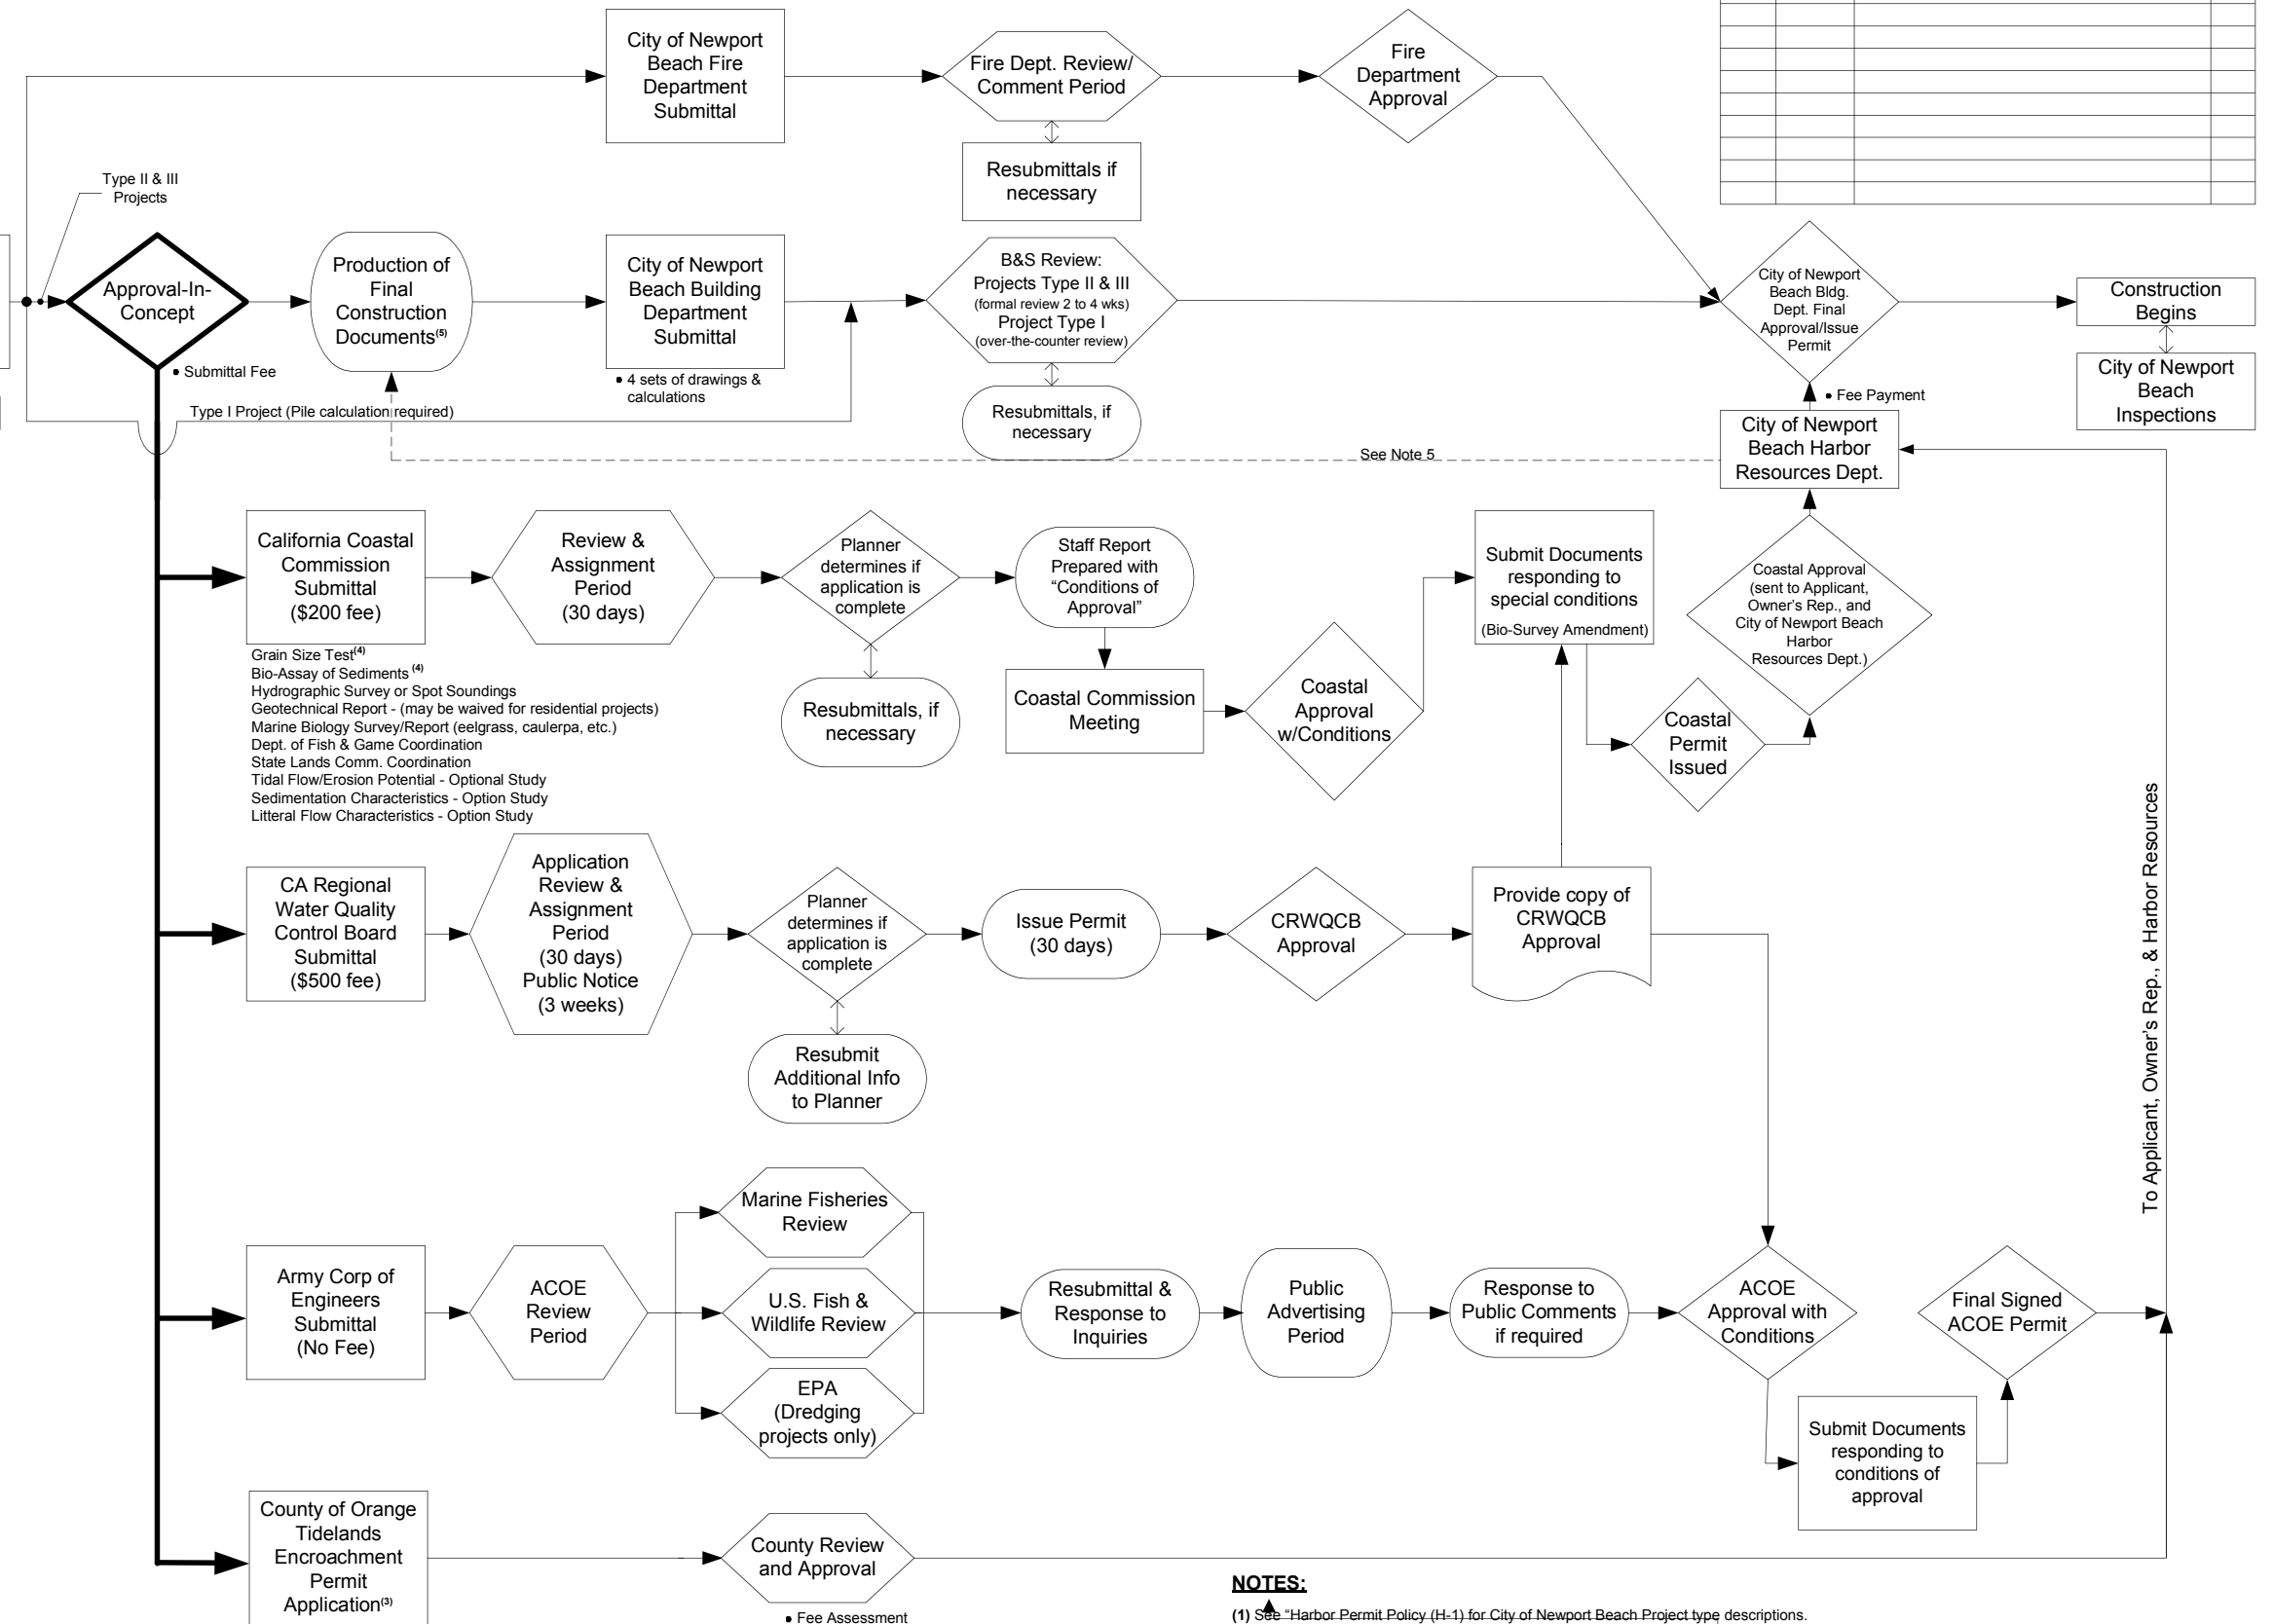 City of Newport
Beach Fire
Department
Submittal
Fire Dept. Review/
Comment Period
Fire
Department
Approval
Resubmittals if
necessary
Type II & III
Projects
Approval-In-
Concept
• Submittal Fee
Production of
Final
Construction
Documents(5)
City of Newport
Beach Building
Department
Submittal
• 4 sets of drawings &
calculations
B&S Review:
Projects Type II & III
(formal review 2 to 4 wks)
Project Type I
(over-the-counter review)
Resubmittals, if
necessary
City of Newport
Beach Bldg.
Dept. Final
Approval/Issue
Permit
Construction
Begins
City of Newport
Beach
Inspections
• Fee Payment
Type I Project (Pile calculation required)
See Note 5
City of Newport
Beach Harbor
Resources Dept.
California Coastal
Commission
Submittal
($200 fee)
Review &
Assignment
Period
(30 days)
Planner
determines if
application is
complete
Resubmittals, if
necessary
Staff Report
Prepared with
“Conditions of
Approval”
Coastal Commission
Meeting
Coastal
Approval
w/Conditions
Submit Documents
responding to
special conditions
(Bio-Survey Amendment)
Coastal
Permit
Issued
Coastal Approval
(sent to Applicant,
Owner’s Rep., and
City of Newport Beach
Harbor
Resources Dept.)
Grain Size Test(4)
Bio-Assay of Sediments (4)
Hydrographic Survey or Spot Soundings
Geotechnical Report - (may be waived for residential projects)
Marine Biology Survey/Report (eelgrass, caulerpa, etc.)
Dept. of Fish & Game Coordination
State Lands Comm. Coordination
Tidal Flow/Erosion Potential - Optional Study
Sedimentation Characteristics - Option Study
Litteral Flow Characteristics - Option Study
CA Regional
Water Quality
Control Board
Submittal
($500 fee)
Application
Review &
Assignment
Period
(30 days)
Public Notice
(3 weeks)
Planner
determines if
application is
complete
Resubmit
Additional Info
to Planner
Issue Permit
(30 days)
CRWQCB
Approval
Provide copy of
CRWQCB
Approval
To Applicant, Owner’s Rep., & Harbor Resources
Army Corp of
Engineers
Submittal
(No Fee)
ACOE
Review
Period
Marine Fisheries
Review
U.S. Fish &
Wildlife Review
EPA
(Dredging
projects only)
Resubmittal &
Response to
Inquiries
Public
Advertising
Period
Response to
Public Comments
if required
ACOE
Approval with
Conditions
Submit Documents
responding to
conditions of
approval
Final Signed
ACOE Permit
County of Orange
Tidelands
Encroachment
Permit
Application(3)
County Review
and Approval
• Fee Assessment
NOTES:
(1) See “Harbor Permit Policy (H-1) for City of Newport Beach Project type descriptions.